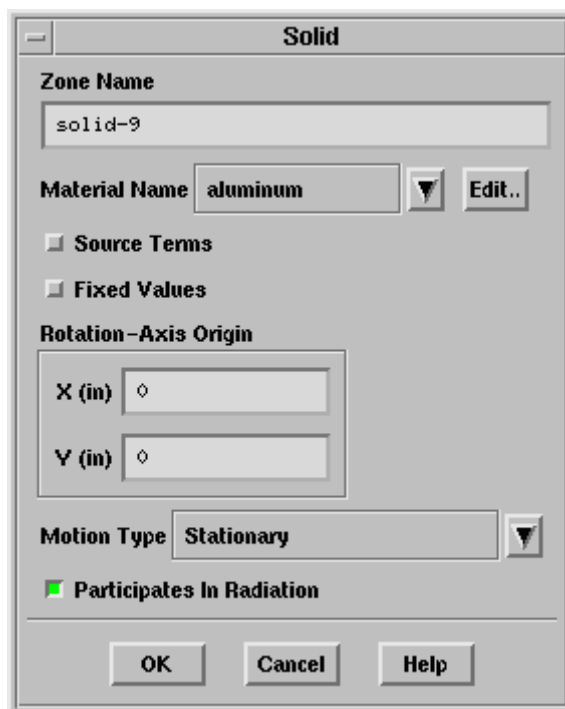 Solid
Zone Name
solid-9
Material Name aluminum Edit..
Source Terms
Fixed Values
Rotation-Axis Origin
X (in) 0
Y (in) 0
Motion Type Stationary
Participates In Radiation
OK Cancel Help